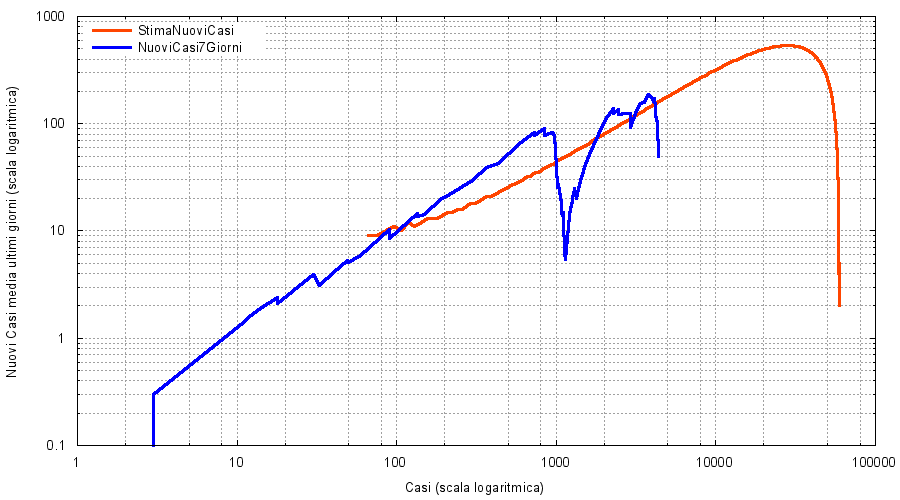 1000
StimaNuoviCasi
NuoviCasi7Giorni
100
10
1
0.1
Nuovi Casi media ultimi giorni (scala logaritmica)
1 10 100 1000 10000 100000
Casi (scala logaritmica)